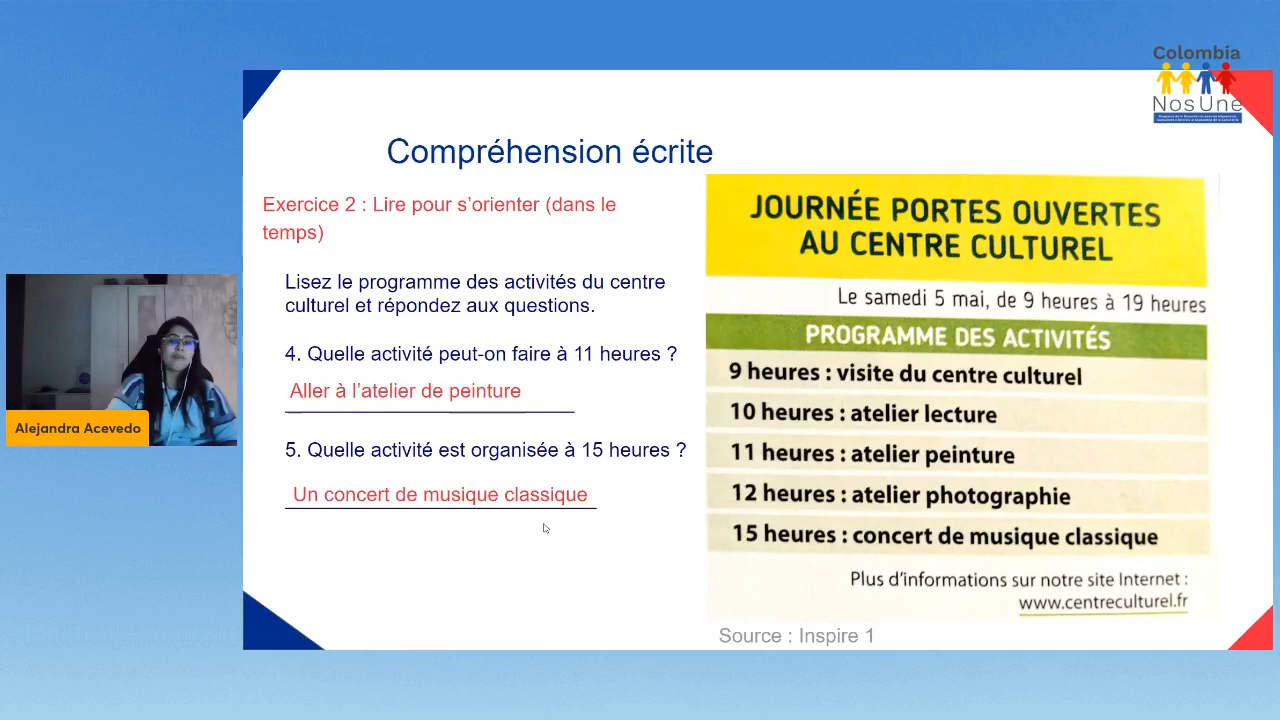 Colombia
NosUne
Compréhension écrite
Exercice 2 : Lire pour s’orienter (dans le
temps)
Lisez le programme des activités du centre
culturel et répondez aux questions.
4. Quelle activité peut-on faire à 11 heures ?
Aller à l’atelier de peinture
5. Quelle activité est organisée à 15 heures ?
Un concert de musique classique
JOURNÉE PORTES OUVERTES
AU CENTRE CULTUREL
Le samedi 5 mai, de 9 heures à 19 heures
PROGRAMME DES ACTIVITÉS
9 heures : visite du centre culturel
10 heures : atelier lecture
11 heures : atelier peinture
12 heures : atelier photographie
15 heures : concert de musique classique
Plus d’informations sur notre site Internet :
www.centreculturel.fr
Source : Inspire 1
Alejandra Acevedo